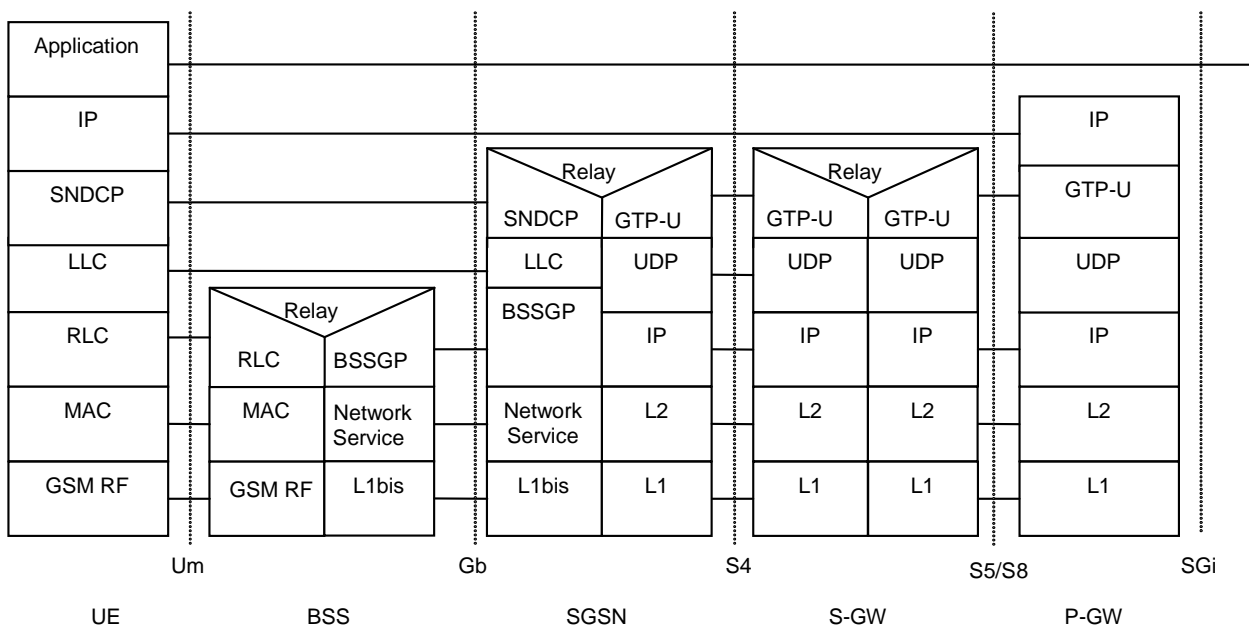 Application
IP
IP
Relay
Relay
SNDCP
GTP-U
SNDCP
GTP-U
GTP-U
GTP-U
LLC
LLC
UDP
UDP
UDP
UDP
Relay
BSSGP
RLC
IP
IP
IP
IP
RLC
BSSGP
MAC
MAC
Network
Service
Network
Service
L2
L2
L2
L2
GSM RF
GSM RF
L1bis
L1bis
L1
L1
L1
L1
Um
Gb
S4
S5/S8
SGi
UE
BSS
SGSN
S-GW
P-GW